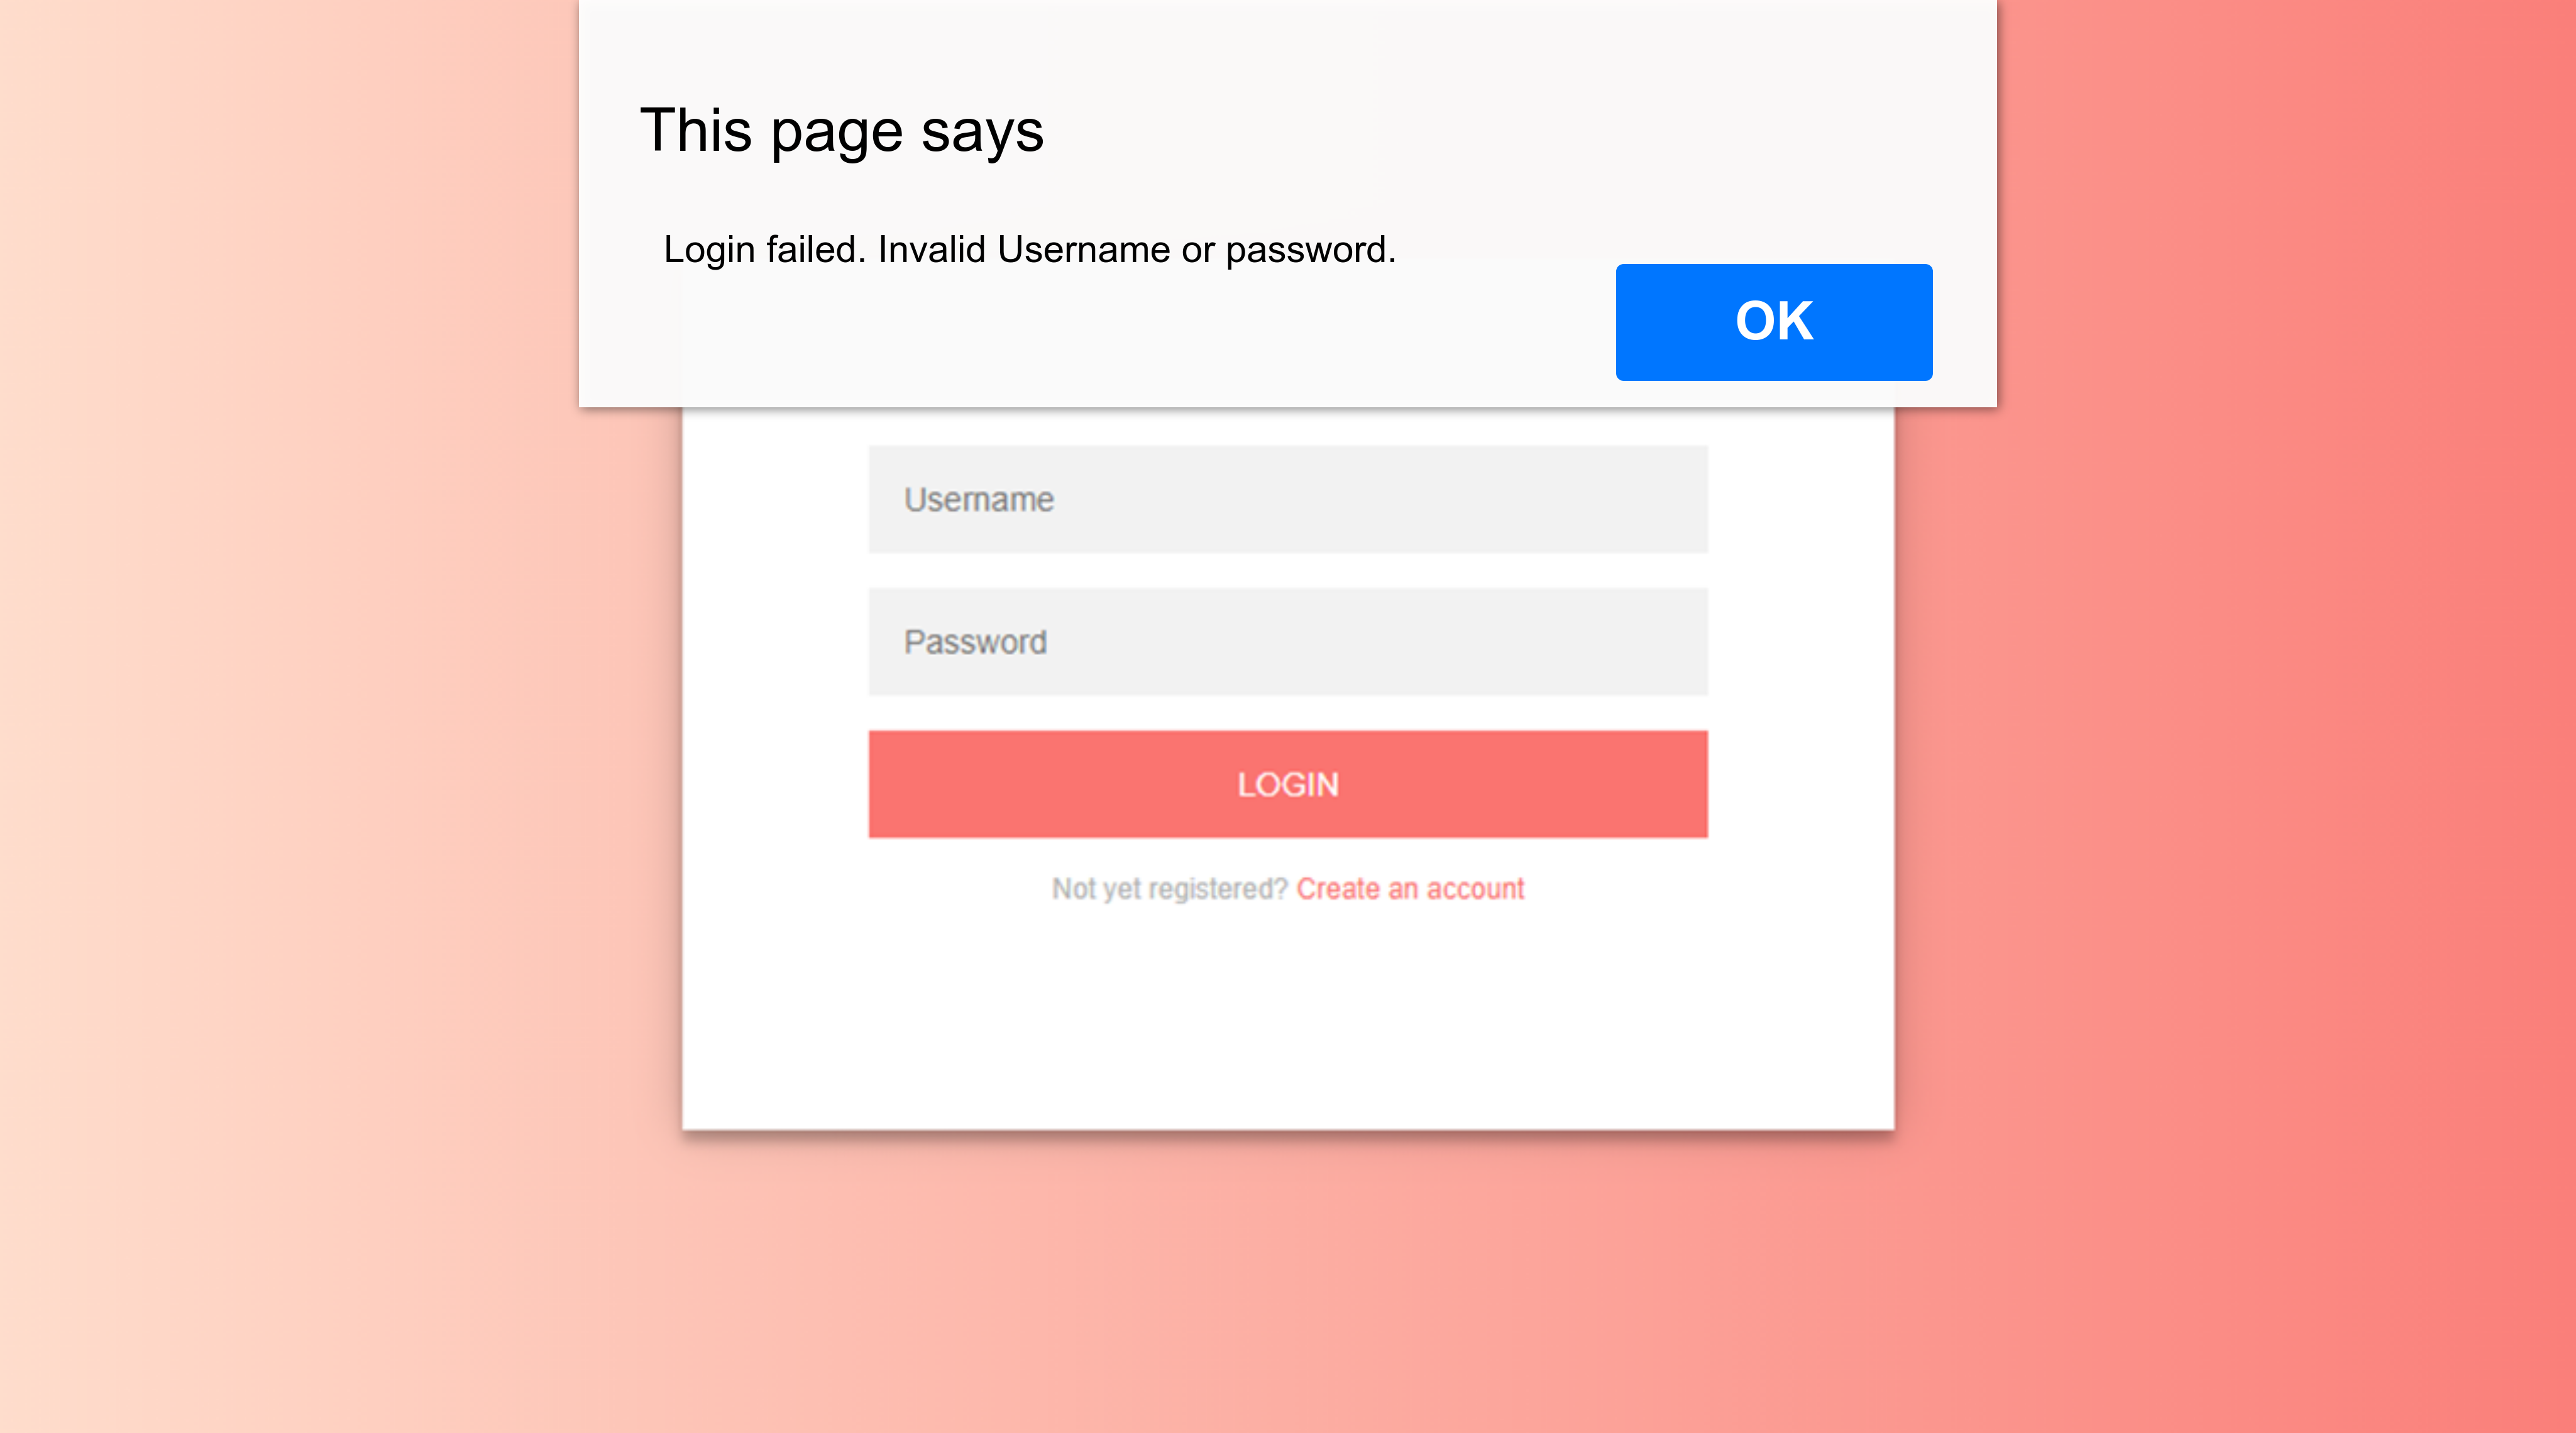 This page says
Login failed. Invalid Username or password.
OK
Username
Password
LOGIN
Not yet registered? Create an account